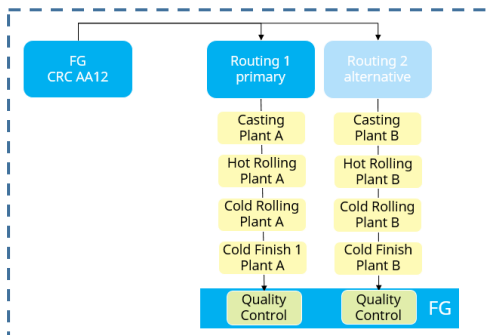 FG
CRC AA12
Routing 1
primary
Routing 2
alternative
Casting
Plant A
Casting
Plant B
Hot Rolling
Plant A
Hot Rolling
Plant B
Cold Rolling
Plant A
Cold Rolling
Plant B
Cold Finish 1
Plant A
Cold Finish
Plant B
Quality
Control
Quality
Control
FG